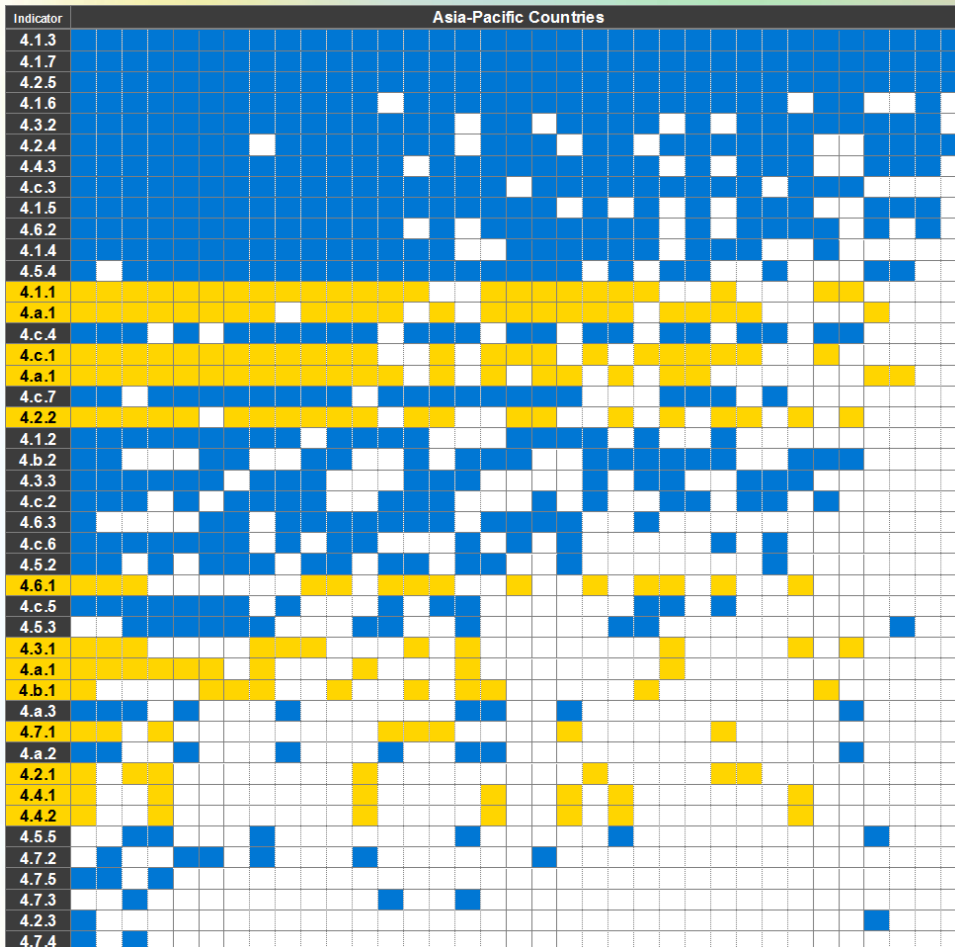 Indicator Asia-Pacific Countries
4.1.3
4.1.7
4.2.5
4.1.6
4.3.2
4.2.4
4.4.3
4.c.3
4.1.5
4.6.2
4.1.4
4.5.4
4.1.1
4.a.1
4.c.4
4.c.1
4.a.1
4.c.7
4.2.2
4.1.2
4.b.2
4.3.3
4.c.2
4.6.3
4.c.6
4.5.2
4.6.1
4.c.5
4.5.3
4.3.1
4.a.1
4.b.1
4.a.3
4.7.1
4.a.2
4.2.1
4.4.1
4.4.2
4.5.5
4.7.2
4.7.5
4.7.3
4.2.3
4.7.4